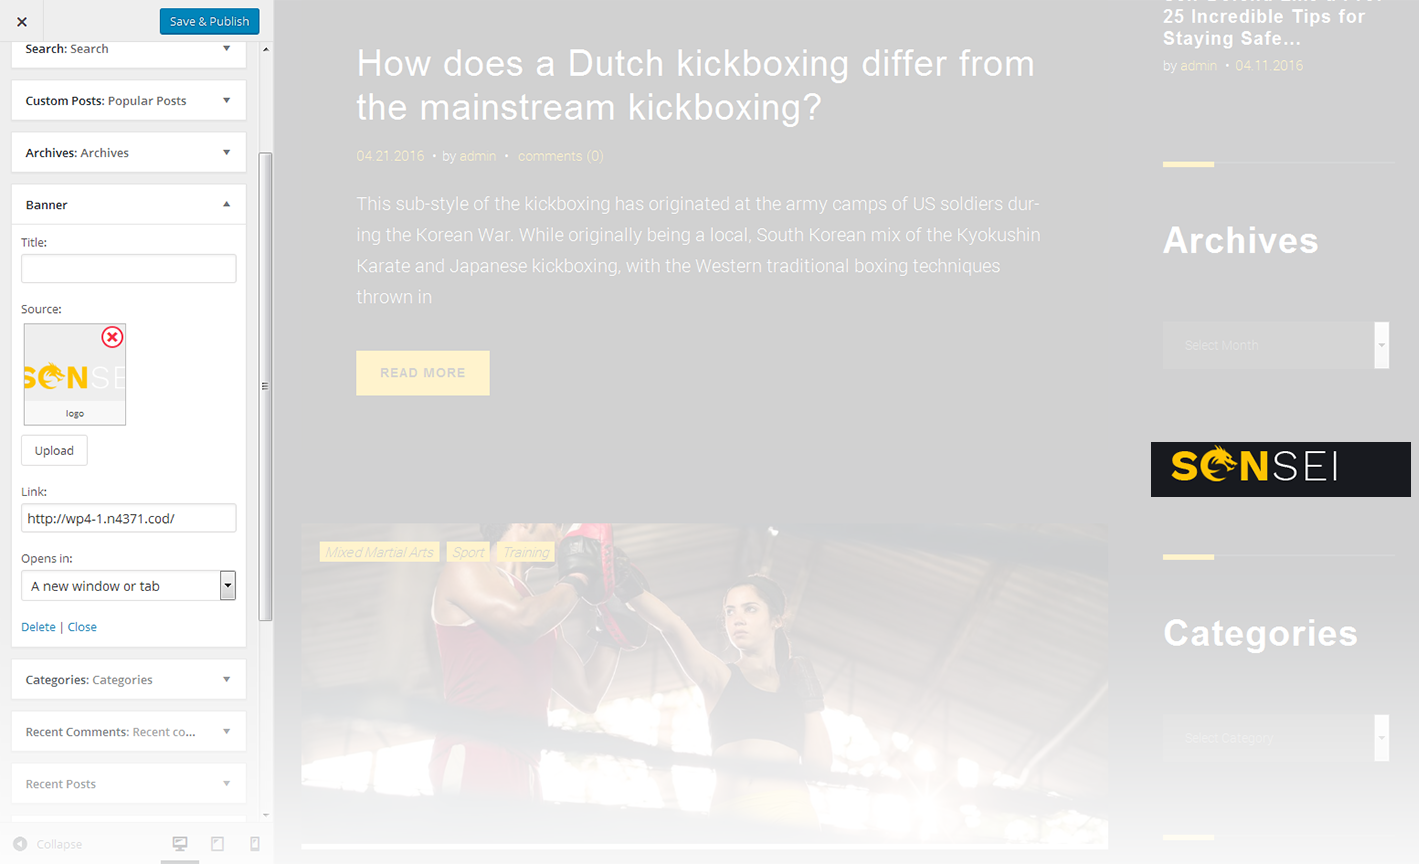 Save & Publish
Search: Search
Custom Posts: Popular Posts
Archives: Archives
Banner
Title:
Source:
SONSEI
logo
Upload
Link:
http://wp4-1.n4371.cod/
Opens in:
A new window or tab
Delete | Close
Categories: Categories
Recent Comments: Recent co...
Recent Posts
Collapse
How does a Dutch kickboxing differ from
the mainstream kickboxing?
04.21.2016 • by admin • comments (0)
This sub-style of the kickboxing has originated at the army camps of US soldiers dur-
ing the Korean War. While originally being a local, South Korean mix of the Kyokushin
Karate and Japanese kickboxing, with the Western traditional boxing techniques
thrown in
READ MORE
Mixed Martial Arts Sport Training
25 Incredible Tips for
Staying Safe...
by admin • 04.11.2016
Archives
Select Month
SONSEI
Categories
Select Category